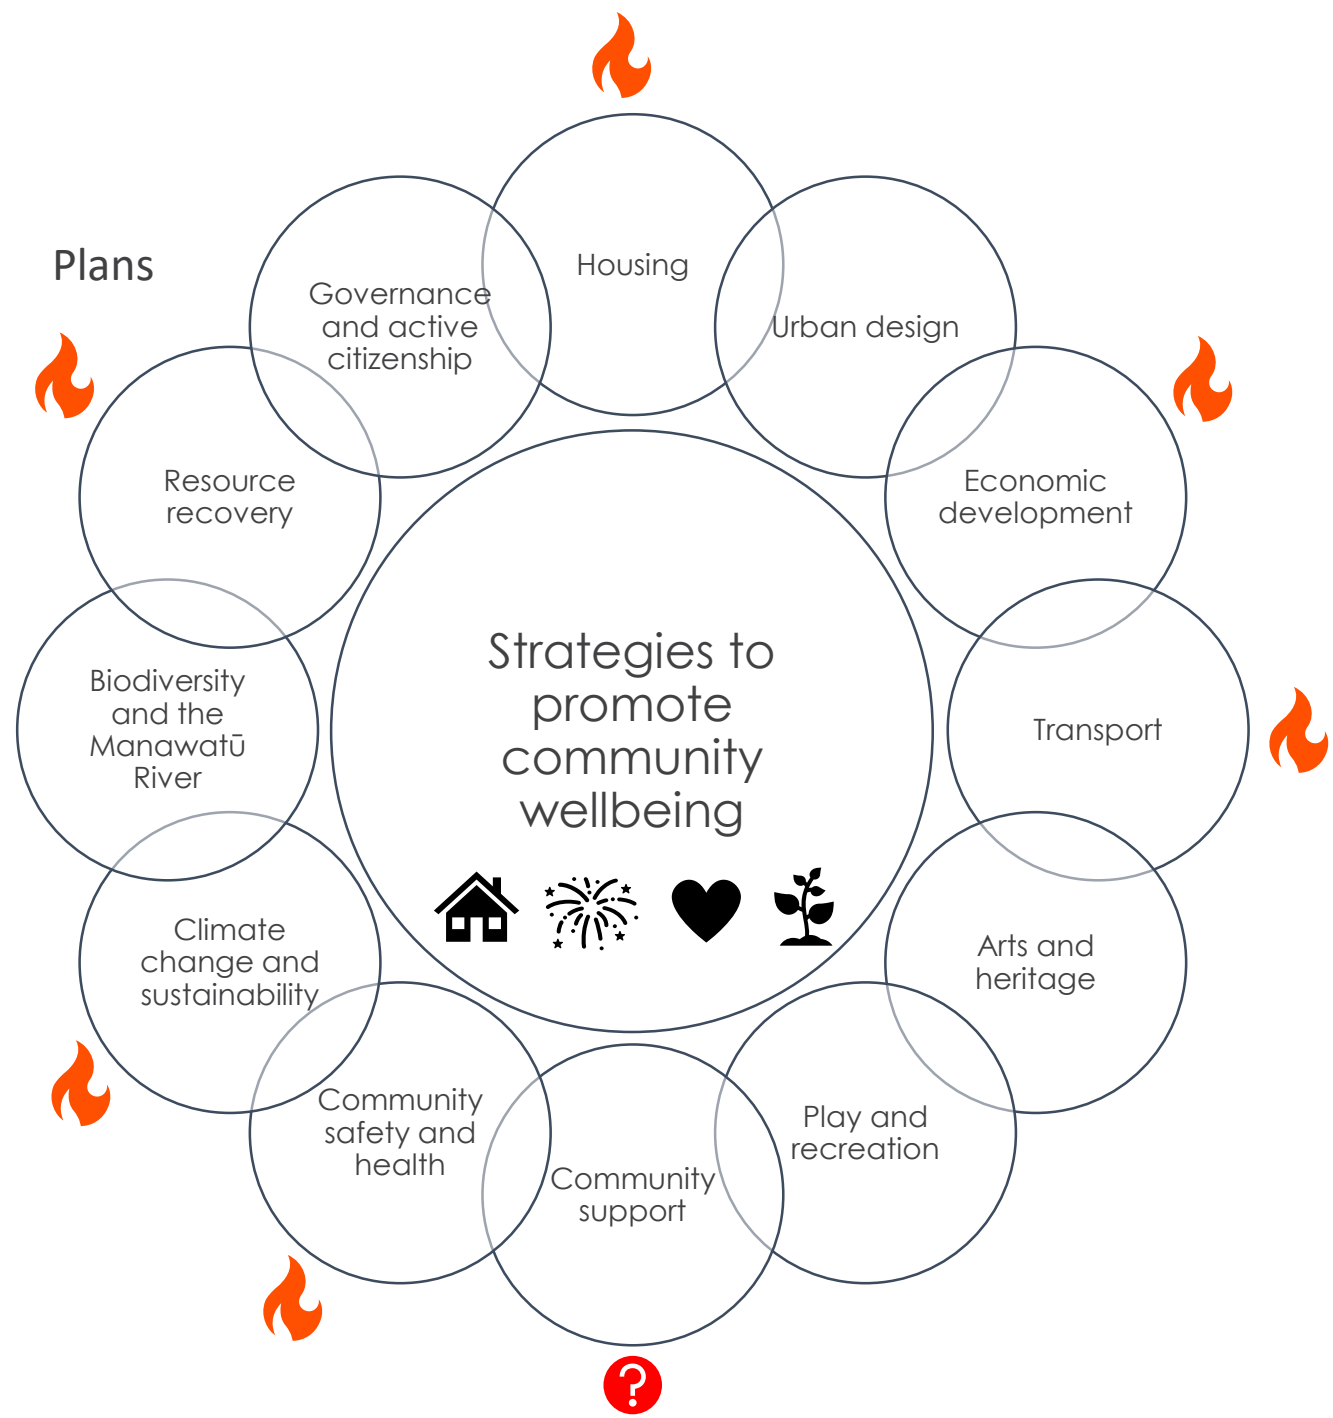 Plans
Housing
Urban design
Economic
development
Transport
Arts and
heritage
Play and
recreation
Community
support
Community
safety and
health
Climate
change and
sustainability
Biodiversity
and the
Manawatū
River
Resource
recovery
Governance
and active
citizenship
Strategies to
promote
community
wellbeing
?